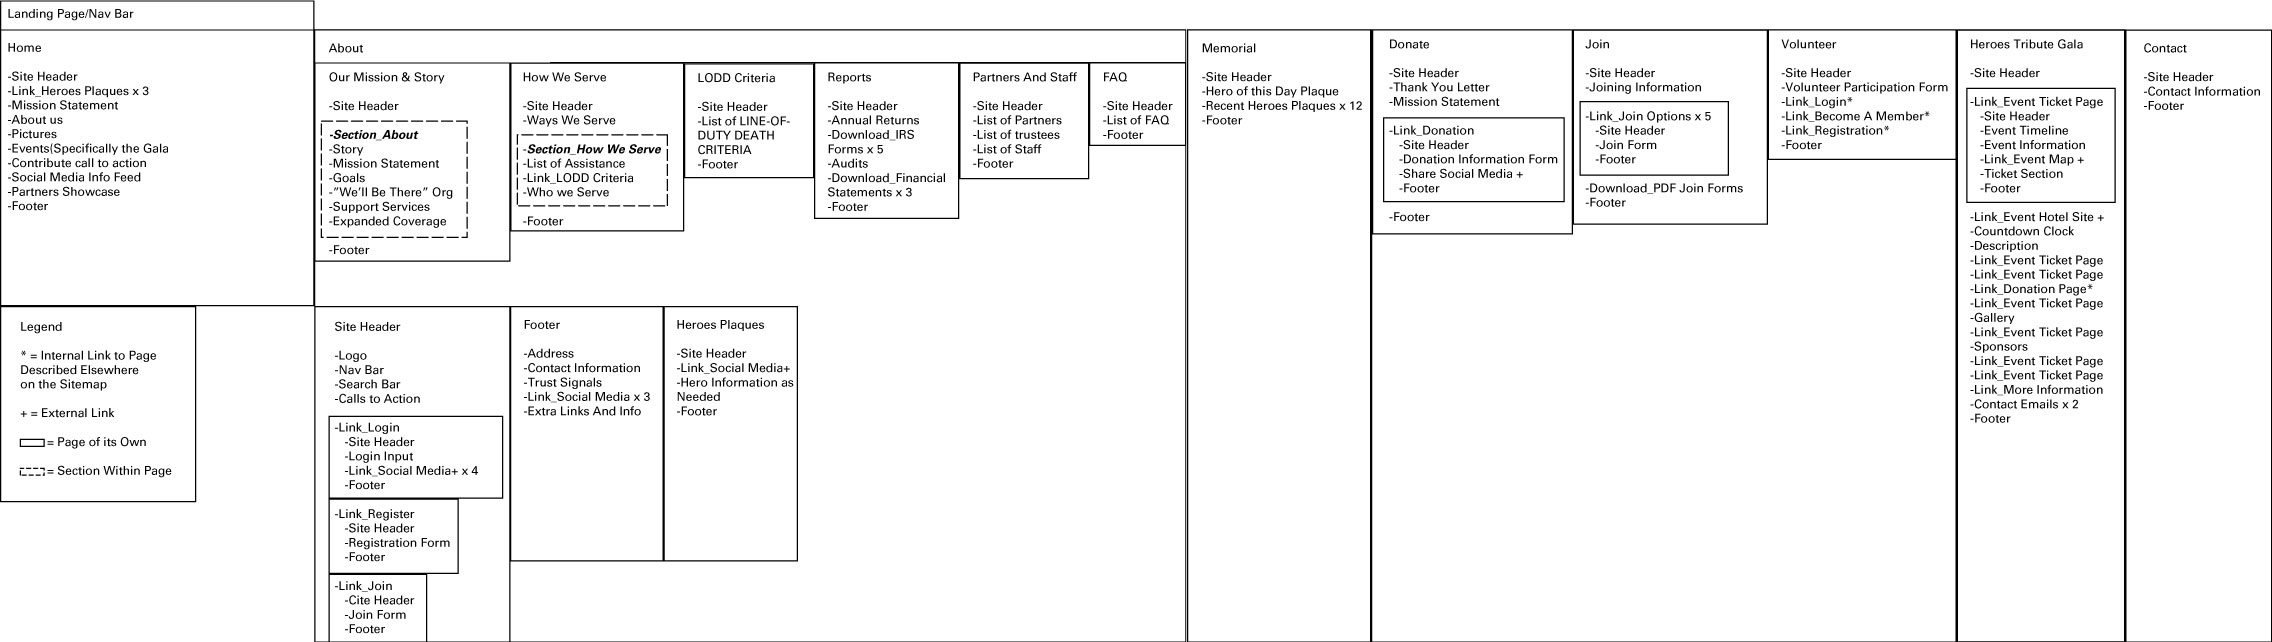 Landing Page/Nav Bar
Home
-Site Header
-Link_Heroes Plaques x 3
-Mission Statement
-About us
-Pictures
-Events(Specifically the Gala
-Contribute call to action
-Social Media Info Feed
-Partners Showcase
-Footer
About
Our Mission & Story
-Site Header
-Section_About
-Story
-Mission Statement
-Goals
-"We'll Be There" Org
-Support Services
-Expanded Coverage
-Footer
How We Serve
-Site Header
-Ways We Serve
-Section_How We Serve
-List of Assistance
-Link_LODD Criteria
-Who we Serve
-Footer
LODD Criteria
-Site Header
-List of LINE-OF-
DUTY DEATH
CRITERIA
-Footer
Reports
-Site Header
-Annual Returns
-Download_IRS
Forms x 5
-Audits
-Download_Financial
Statements x 3
-Footer
Partners And Staff
-Site Header
-List of Partners
-List of trustees
-List of Staff
-Footer
FAQ
-Site Header
-List of FAQ
-Footer
Memorial
-Site Header
-Hero of this Day Plaque
-Recent Heroes Plaques x 12
-Footer
Donate
-Site Header
-Thank You Letter
-Mission Statement
-Link_Donation
-Site Header
-Donation Information Form
-Share Social Media +
-Footer
-Footer
Join
-Site Header
-Joining Information
-Link_Join Options x 5
-Site Header
-Join Form
-Footer
-Download_PDF Join Forms
-Footer
Volunteer
-Site Header
-Volunteer Participation Form
-Link_Login*
-Link_Become A Member*
-Link_Registration*
-Footer
Heroes Tribute Gala
-Site Header
-Link_Event Ticket Page
-Site Header
-Event Timeline
-Event Information
-Link_Event Map +
-Ticket Section
-Footer
-Link_Event Hotel Site +
-Countdown Clock
-Description
-Link_Event Ticket Page
-Link_Event Ticket Page
-Link_Donation Page*
-Link_Event Ticket Page
-Gallery
-Link_Event Ticket Page
-Sponsors
-Link_Event Ticket Page
-Link_Event Ticket Page
-Link_More Information
-Contact Emails x 2
-Footer
Contact
-Site Header
-Contact Information
-Footer
Legend
* = Internal Link to Page
Described Elsewhere
on the Sitemap
+ = External Link
= Page of its Own
= Section Within Page
Site Header
-Logo
-Nav Bar
-Search Bar
-Calls to Action
-Link_Login
-Site Header
-Login Input
-Link_Social Media+ x 4
-Footer
-Link_Register
-Site Header
-Registration Form
-Footer
-Link_Join
-Cite Header
-Join Form
-Footer
Footer
-Address
-Contact Information
-Trust Signals
-Link_Social Media x 3
-Extra Links And Info
Heroes Plaques
-Site Header
-Link_Social Media+
-Hero Information as
Needed
-Footer